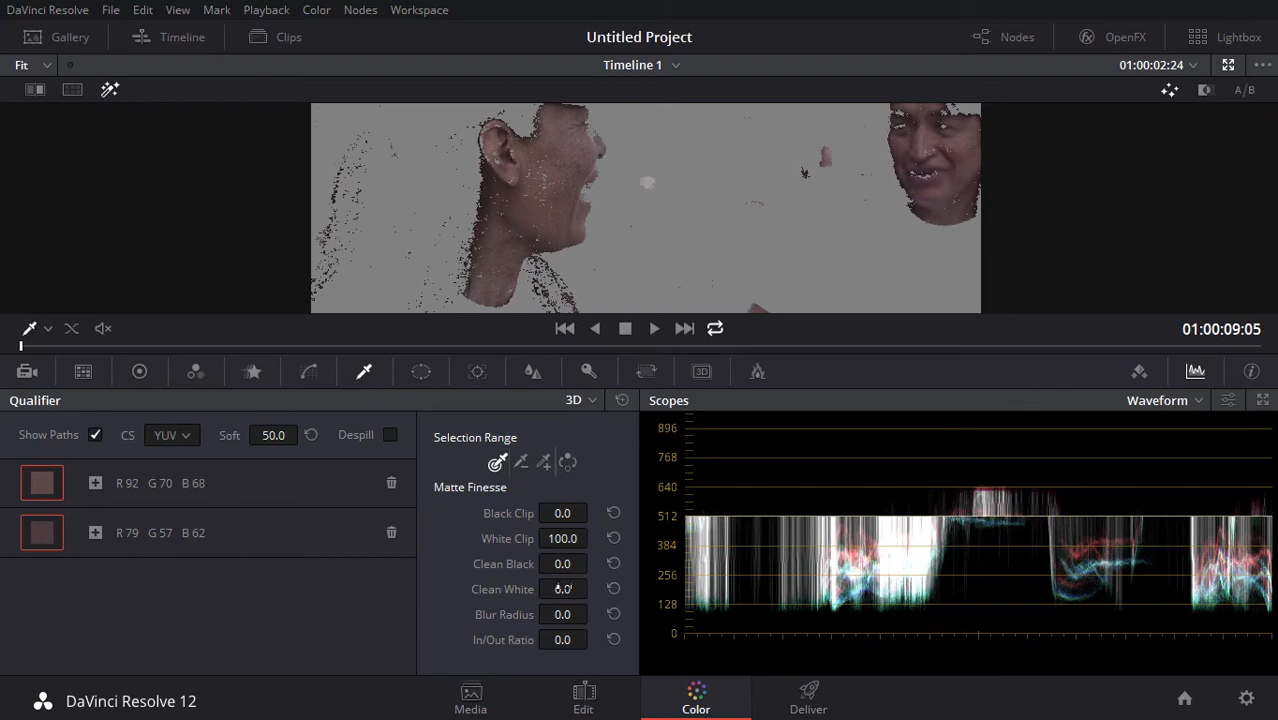 DaVinci Resolve File Edit View Mark Playback Color Nodes Workspace
Gallery Timeline Clips Untitled Project Nodes OpenFX Lightbox
Fit Timeline 1 01:00:02:24
A/B
01:00:09:05
3D
Qualifier 3D Scopes Waveform
Show Paths CS YUV Soft 50.0 Despill
R 92 G 70 B 68
R 79 G 57 B 62
Selection Range
Matte Finesse
Black Clip 0.0
White Clip 100.0
Clean Black 0.0
Clean White
Blur Radius 0.0
In/Out Ratio 0.0
896
768
640
512
384
256
128
0
DaVinci Resolve 12 Media Edit Color Deliver